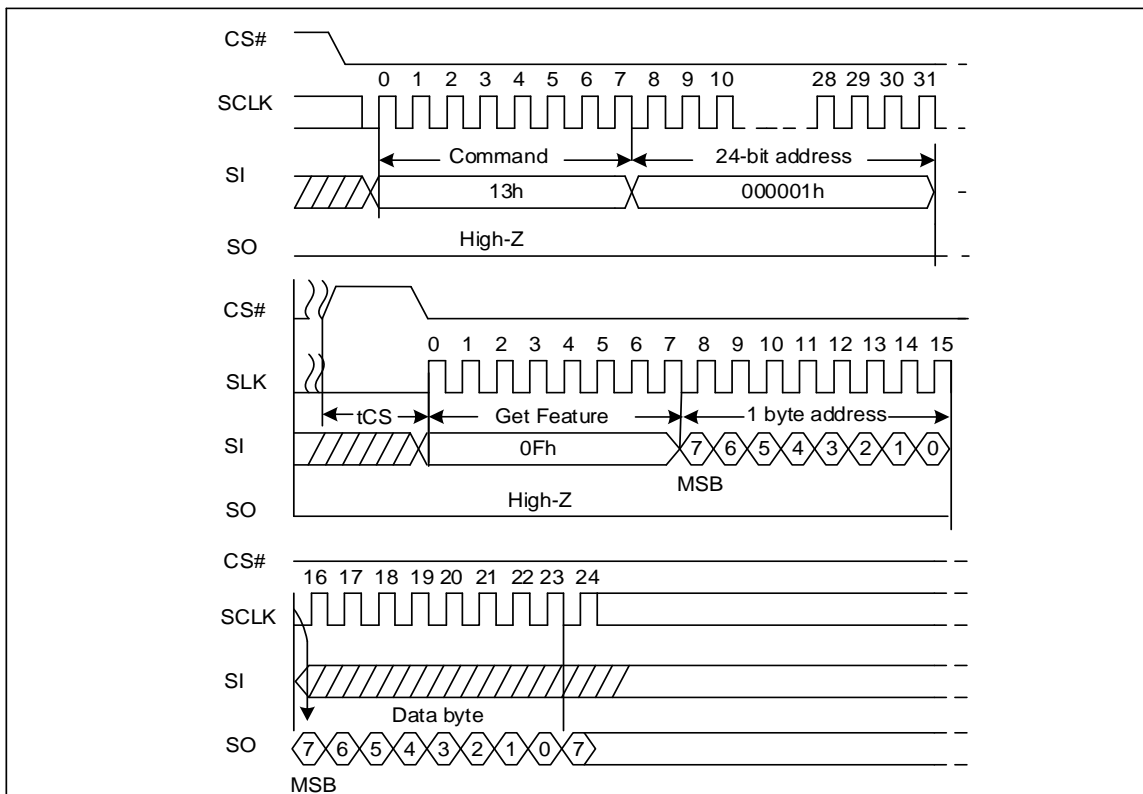 CS#
0 1 2 3 4 5 6 7 8 9 10 28 29 30 31
SCLK
Command 24-bit address
SI
13h 000001h
High-Z
SO
CS#
0 1 2 3 4 5 6 7 8 9 10 11 12 13 14 15
SLK
tCS Get Feature 1 byte address
SI
0Fh 7 6 5 4 3 2 1 0
MSB
High-Z
SO
CS#
16 17 18 19 20 21 22 23 24
SCLK
SI
Data byte
SO 7 6 5 4 3 2 1 0 7
MSB